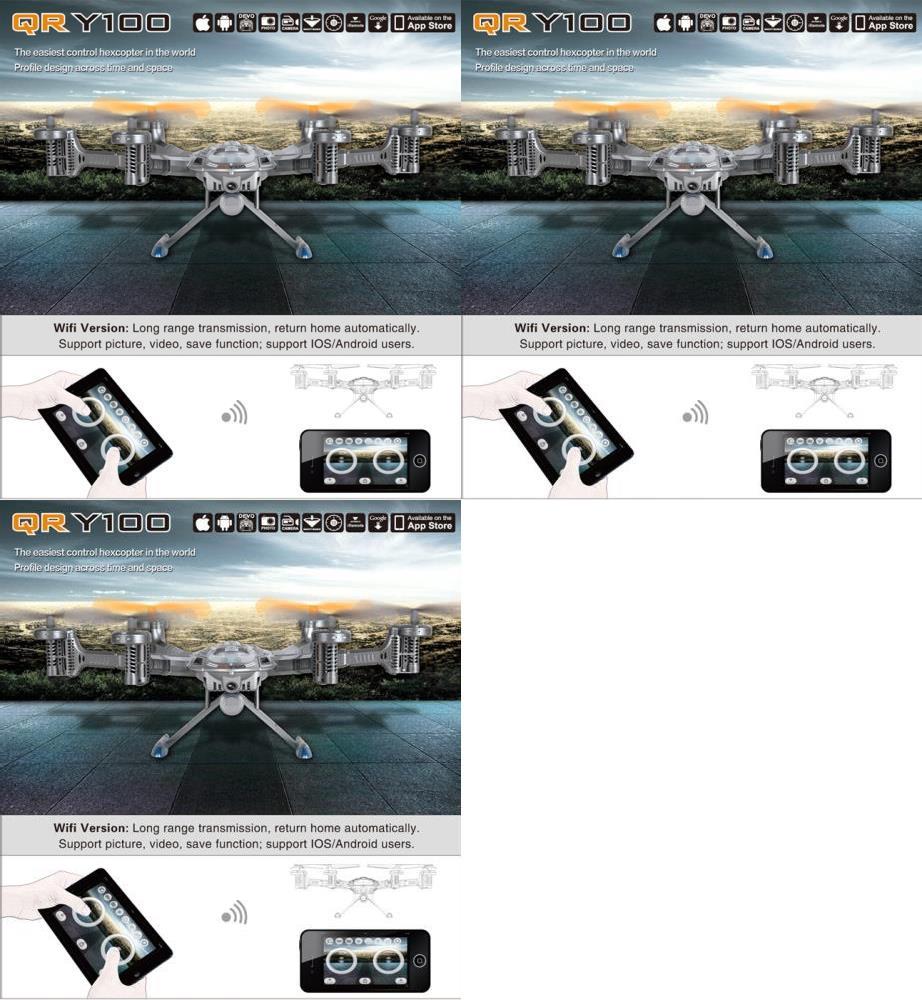 QR Y100
DEVO
PHOTO
CAMERA
Google
Available on the
App Store
The easiest control hexcopter in the world
Profile design across time and space
Wifi Version: Long range transmission, return home automatically.
Support picture, video, save function; support IOS/Android users.
QR Y100
DEVO
PHOTO
CAMERA
Google
Available on the
App Store
The easiest control hexcopter in the world
Profile design across time and space
Wifi Version: Long range transmission, return home automatically.
Support picture, video, save function; support IOS/Android users.
QR Y100
DEVO
PHOTO
CAMERA
Google
Available on the
App Store
The easiest control hexcopter in the world
Profile design across time and space
Wifi Version: Long range transmission, return home automatically.
Support picture, video, save function; support IOS/Android users.